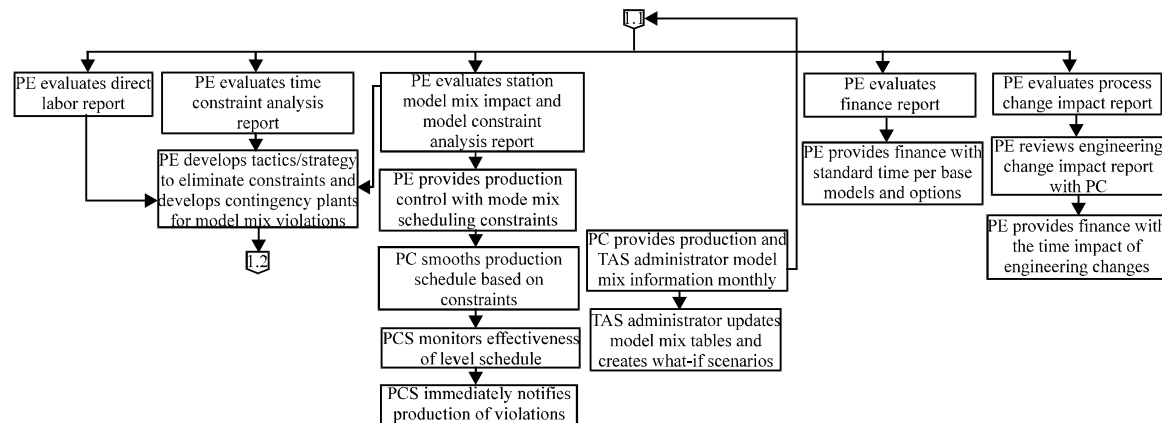 1.1
PE evaluates direct
labor report
PE evaluates time
constraint analysis
report
PE evaluates station
model mix impact and
model constraint
analysis report
PE evaluates
finance report
PE evaluates process
change impact report
PE develops tactics/strategy
to eliminate constraints and
develops contingency plants
for model mix violations
1.2
PE provides production
control with mode mix
scheduling constraints
PC smooths production
schedule based on
constraints
PCS monitors effectiveness
of level schedule
PCS immediately notifies
production of violations
PC provides production and
TAS administrator model
mix information monthly
TAS administrator updates
model mix tables and
creates what-if scenarios
PE provides finance with
standard time per base
models and options
PE reviews engineering
change impact report
with PC
PE provides finance with
the time impact of
engineering changes